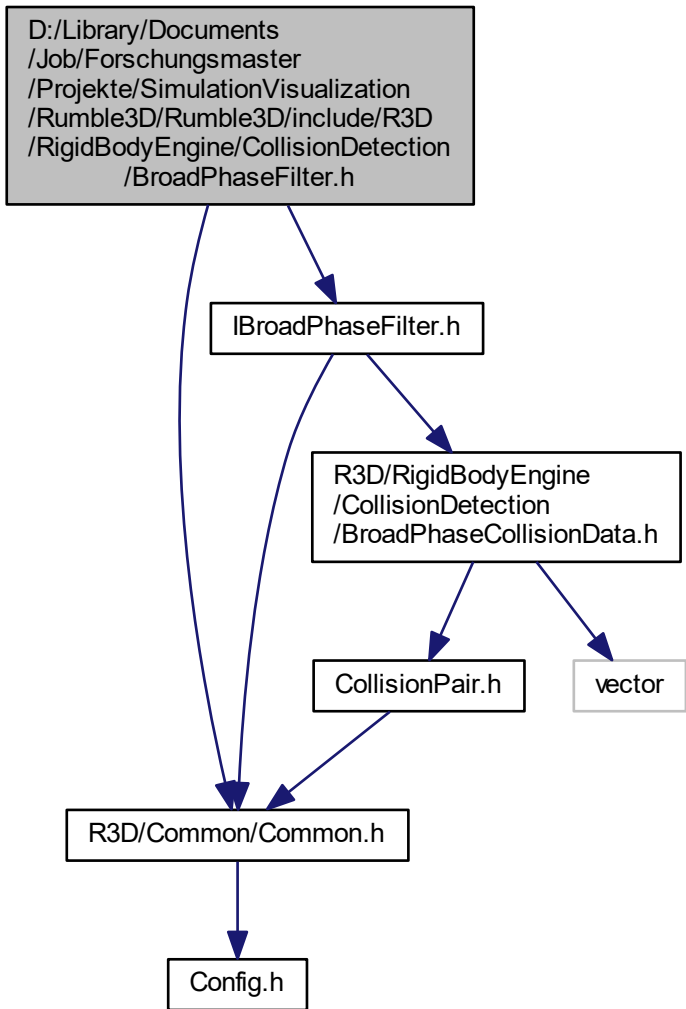 D:/Library/Documents
/Job/Forschungsmaster
/Projekte/SimulationVisualization
/Rumble3D/Rumble3D/include/R3D
/RigidBodyEngine/CollisionDetection
/BroadPhaseFilter.h
IBroadPhaseFilter.h
R3D/RigidBodyEngine
/CollisionDetection
/BroadPhaseCollisionData.h
CollisionPair.h
vector
R3D/Common/Common.h
Config.h